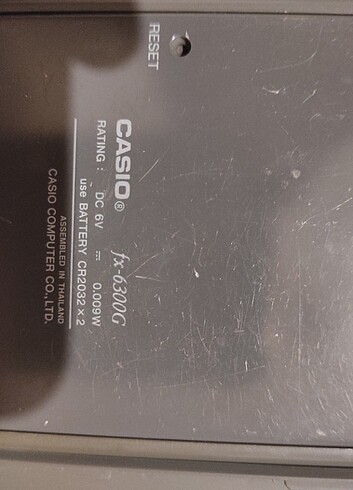 RESET
CASIO® fx-6300G
RATING : DC 6V ⎓ 0.009W
use BATTERY CR2032 × 2
ASSEMBLED IN THAILAND
CASIO COMPUTER CO., LTD.